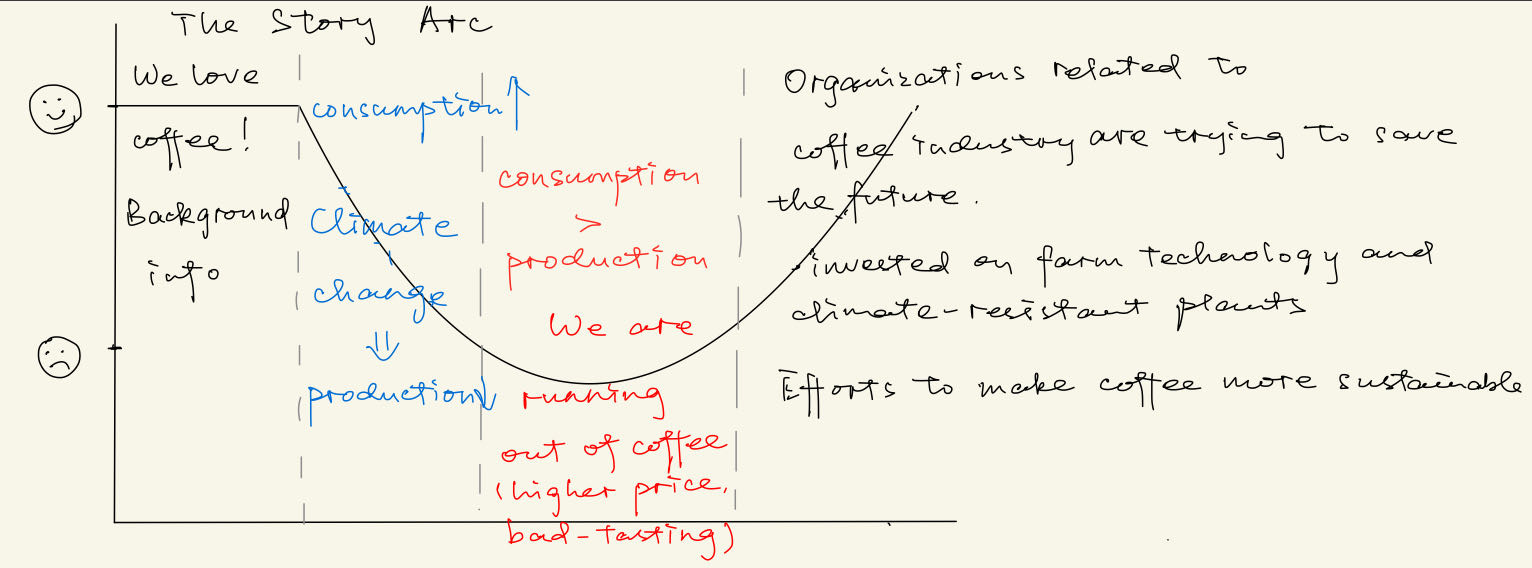 The Story Arc
We love
coffee!
Background
info
consumption↑
Climate
change
⇓
production↓
consumption
>
production
We are
running
out of coffee
(higher price,
bad-tasting)
Organizations related to
coffee industry are trying to save
the future.
invested on farm technology and
climate-resistant plants
Efforts to make coffee more sustainable